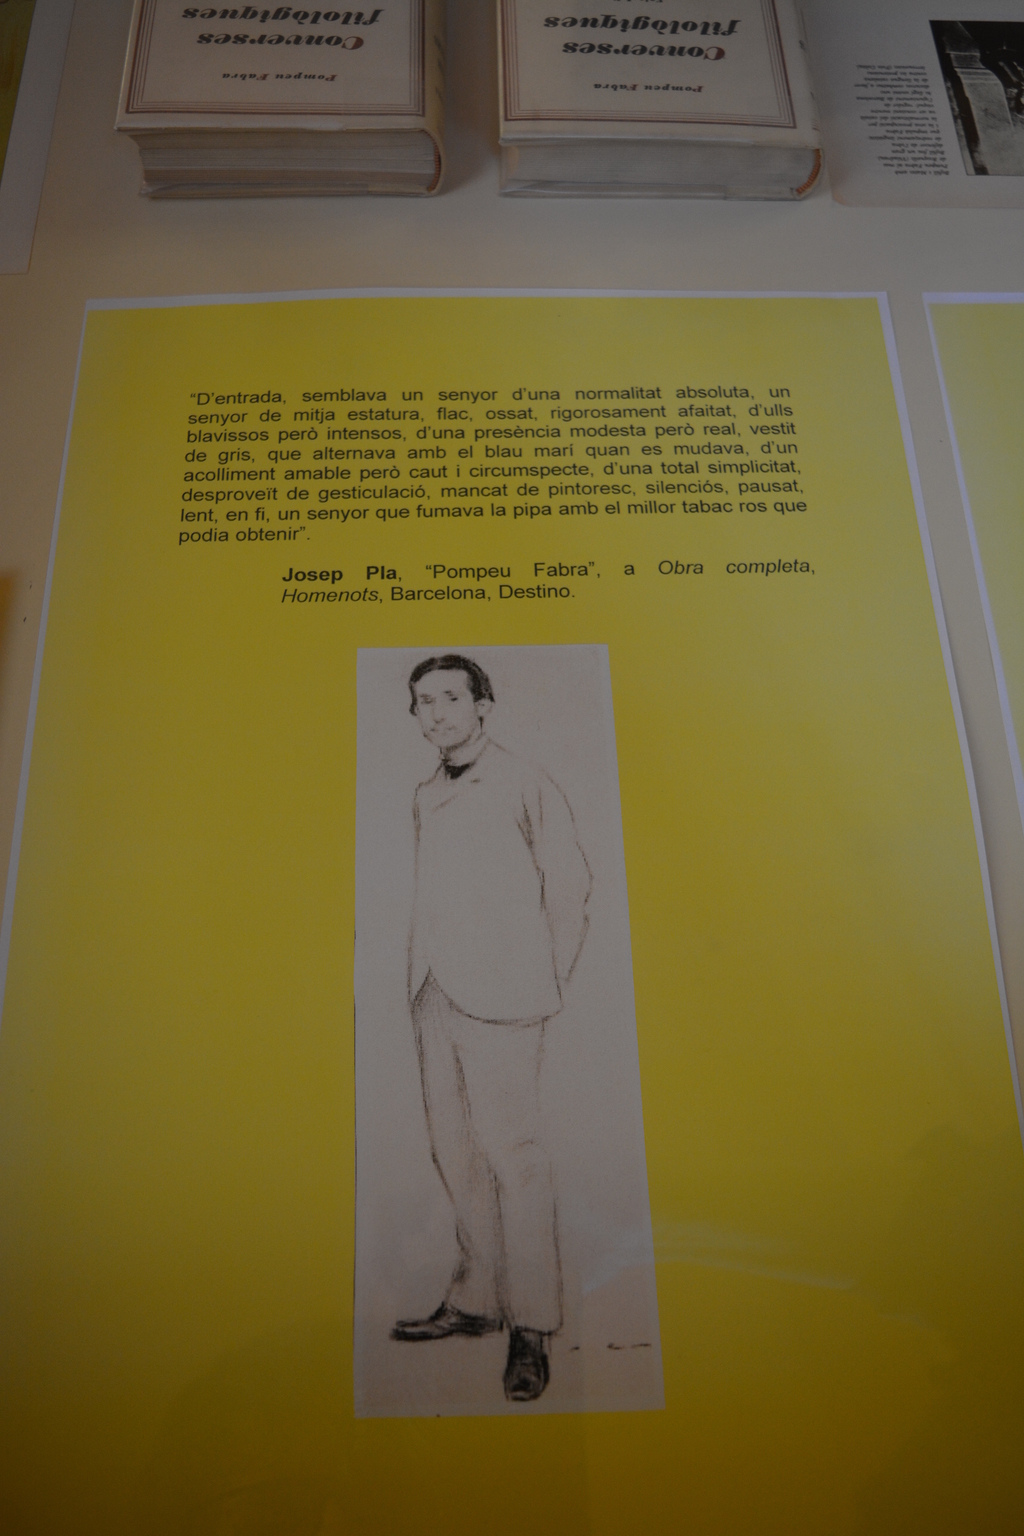 Pompeu Fabra
Converses
filològiques
Pompeu Fabra
Converses
filològiques
“D’entrada, semblava un senyor d’una normalitat absoluta, un
senyor de mitja estatura, flac, ossat, rigorosament afaitat, d’ulls
blavissos però intensos, d’una presència modesta però real, vestit
de gris, que alternava amb el blau marí quan es mudava, d’un
acolliment amable però caut i circumspecte, d’una total simplicitat,
desproveït de gesticulació, mancat de pintoresc, silenciós, pausat,
lent, en fi, un senyor que fumava la pipa amb el millor tabac ros que
podia obtenir”.
Josep Pla, “Pompeu Fabra”, a Obra completa,
Homenots, Barcelona, Destino.